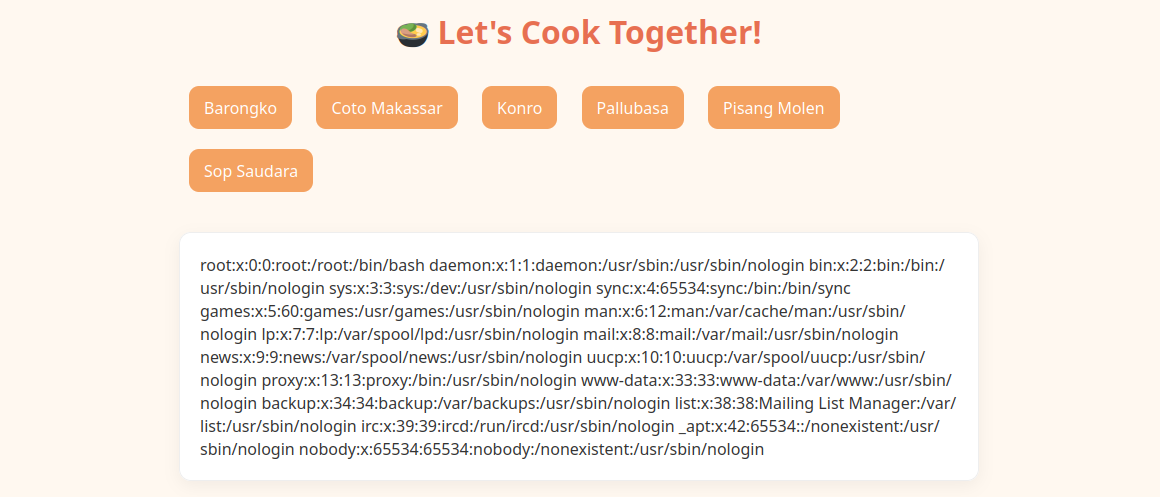 Let's Cook Together!
Barongko
Coto Makassar
Konro
Pallubasa
Pisang Molen
Sop Saudara
root:x:0:0:root:/root:/bin/bash daemon:x:1:1:daemon:/usr/sbin:/usr/sbin/nologin bin:x:2:2:bin:/bin:/
usr/sbin/nologin sys:x:3:3:sys:/dev:/usr/sbin/nologin sync:x:4:65534:sync:/bin:/bin/sync
games:x:5:60:games:/usr/games:/usr/sbin/nologin man:x:6:12:man:/var/cache/man:/usr/sbin/
nologin lp:x:7:7:lp:/var/spool/lpd:/usr/sbin/nologin mail:x:8:8:mail:/var/mail:/usr/sbin/nologin
news:x:9:9:news:/var/spool/news:/usr/sbin/nologin uucp:x:10:10:uucp:/var/spool/uucp:/usr/sbin/
nologin proxy:x:13:13:proxy:/bin:/usr/sbin/nologin www-data:x:33:33:www-data:/var/www:/usr/sbin/
nologin backup:x:34:34:backup:/var/backups:/usr/sbin/nologin list:x:38:38:Mailing List Manager:/var/
list:/usr/sbin/nologin irc:x:39:39:ircd:/run/ircd:/usr/sbin/nologin _apt:x:42:65534::/nonexistent:/usr/
sbin/nologin nobody:x:65534:65534:nobody:/nonexistent:/usr/sbin/nologin